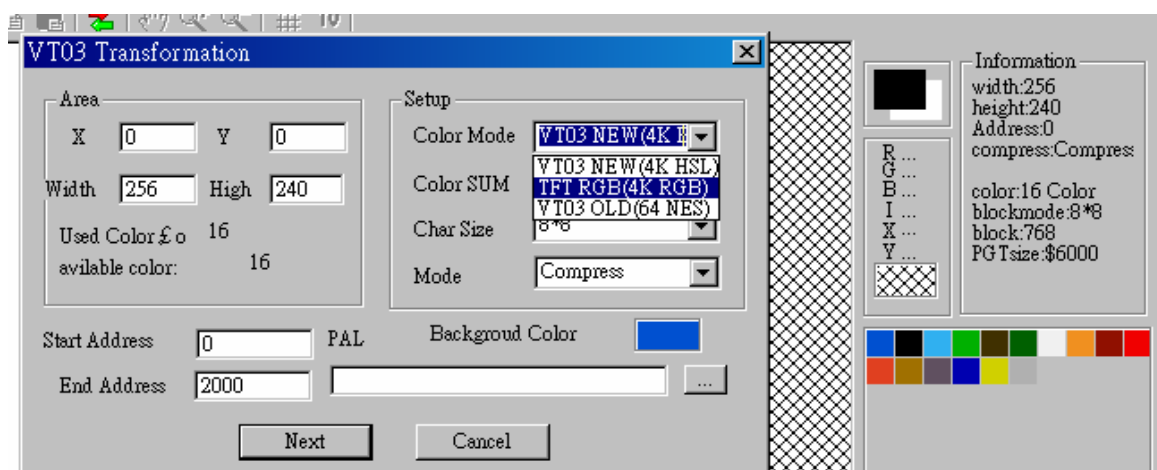 VT03 Transformation
Area
X 0 Y 0
Width 256 High 240
Used Color£o 16
avilable color: 16
Setup
Color Mode VT03 NEW(4K
VT03 NEW(4K HSL)
TFT RGB(4K RGB)
VT03 OLD(64 NES)
Color SUM
Char Size 8*8
Mode Compress
Start Address 0 PAL Backgroud Color
End Address 2000 ...
Next Cancel
Information
width:256
height:240
Address:0
compress:Compress
color:16 Color
blockmode:8*8
block:768
PGTsize:$6000
R ...
G ...
B ...
I ...
X ...
Y ...